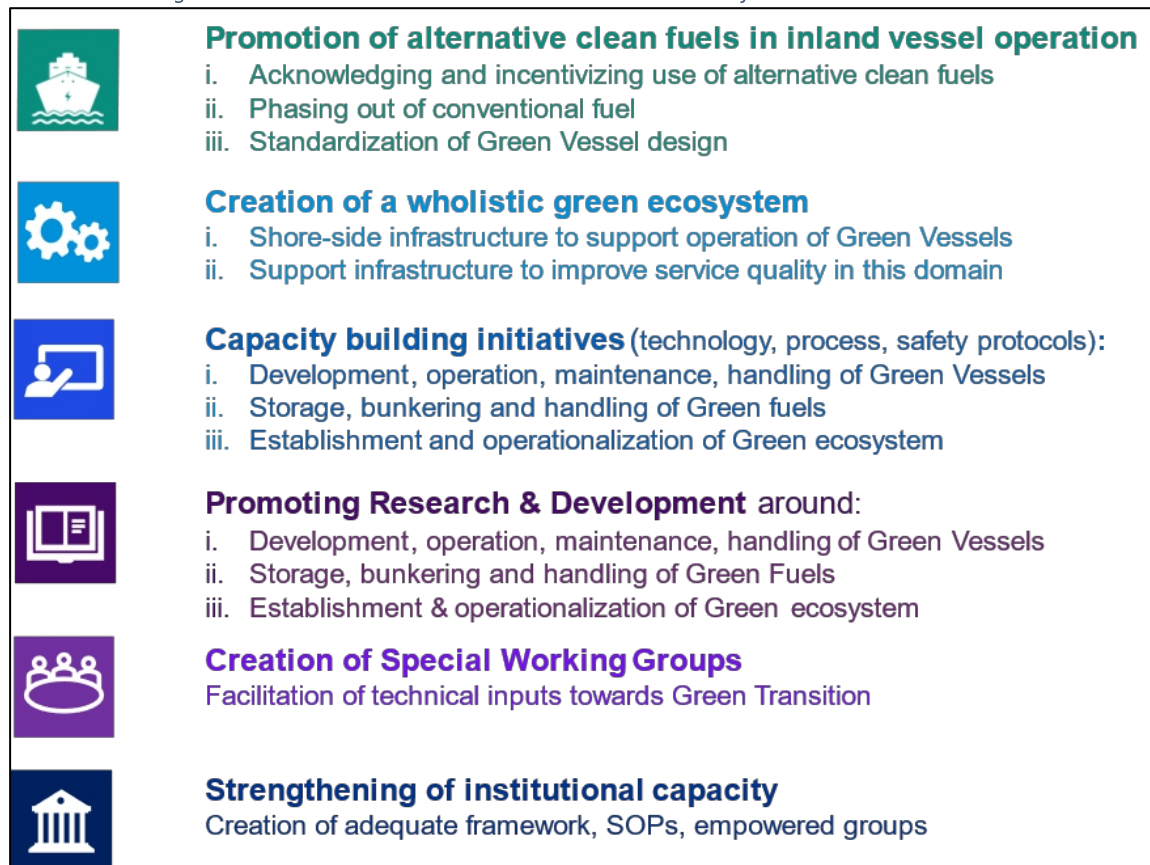 Promotion of alternative clean fuels in inland vessel operation
i. Acknowledging and incentivizing use of alternative clean fuels
ii. Phasing out of conventional fuel
iii. Standardization of Green Vessel design
Creation of a wholistic green ecosystem
i. Shore-side infrastructure to support operation of Green Vessels
ii. Support infrastructure to improve service quality in this domain
Capacity building initiatives (technology, process, safety protocols):
i. Development, operation, maintenance, handling of Green Vessels
ii. Storage, bunkering and handling of Green fuels
iii. Establishment and operationalization of Green ecosystem
Promoting Research & Development around:
i. Development, operation, maintenance, handling of Green Vessels
ii. Storage, bunkering and handling of Green Fuels
iii. Establishment & operationalization of Green ecosystem
Creation of Special Working Groups
Facilitation of technical inputs towards Green Transition
Strengthening of institutional capacity
Creation of adequate framework, SOPs, empowered groups